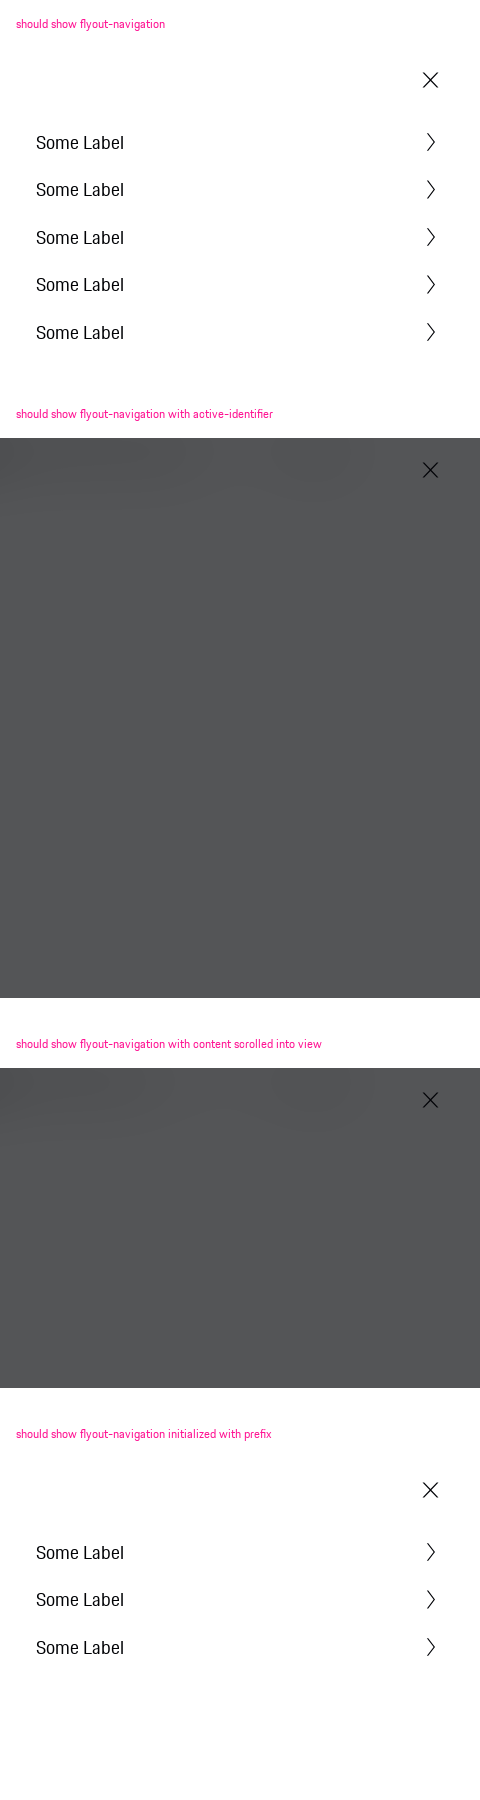 should show flyout-navigation
Some Label
Some Label
Some Label
Some Label
Some Label
should show flyout-navigation with active-identifier
should show flyout-navigation with content scrolled into view
should show flyout-navigation initialized with prefix
Some Label
Some Label
Some Label